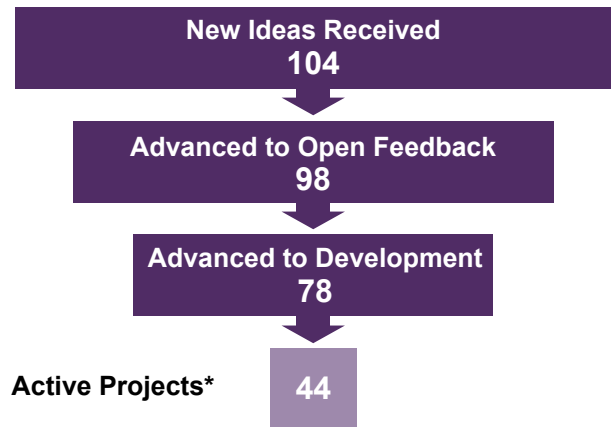 New Ideas Received
104
Advanced to Open Feedback
98
Advanced to Development
78
Active Projects*
44